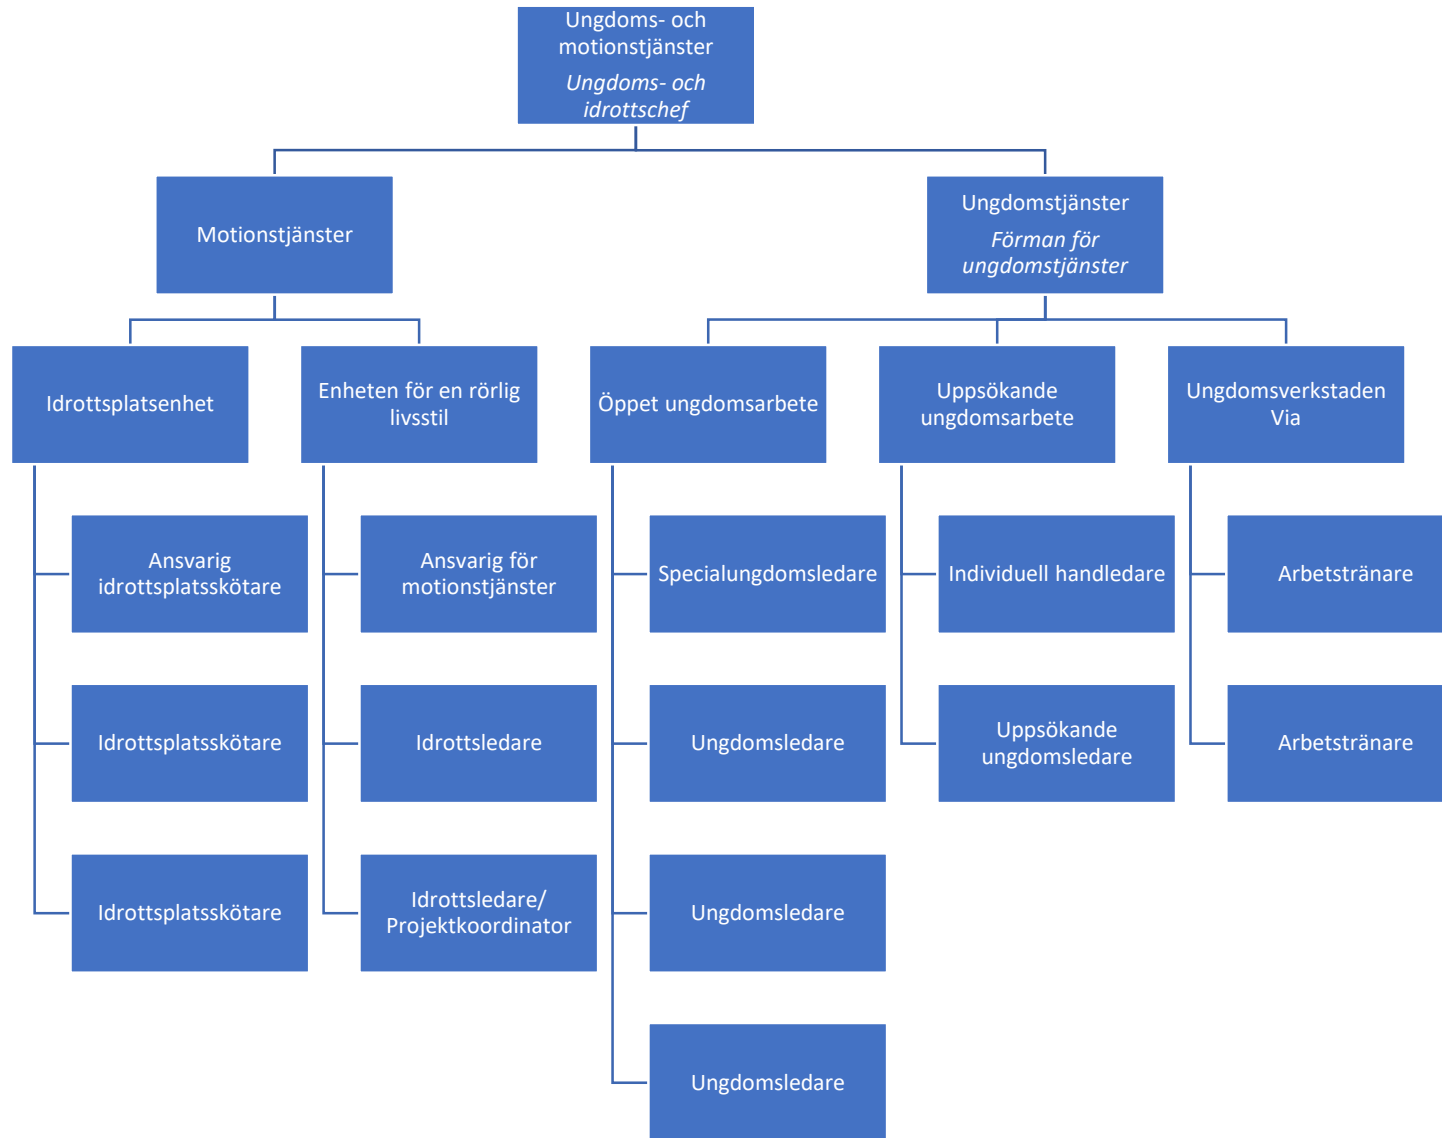 Ungdoms- och
motionstjänster
Ungdoms- och
idrottschef
Motionstjänster
Ungdomstjänster
Förman för
ungdomstjänster
Idrottsplatsenhet
Enheten för en rörlig
livsstil
Öppet ungdomsarbete
Uppsökande
ungdomsarbete
Ungdomsverkstaden
Via
Ansvarig
idrottsplatsskötare
Ansvarig för
motionstjänster
Specialungdomsledare
Individuell handledare
Arbetstränare
Idrottsplatsskötare
Idrottsledare
Ungdomsledare
Uppsökande
ungdomsledare
Arbetstränare
Idrottsplatsskötare
Idrottsledare/
Projektkoordinator
Ungdomsledare
Ungdomsledare